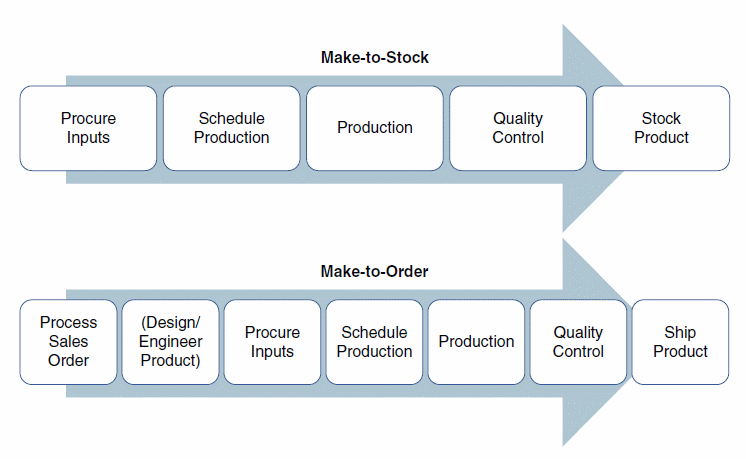 Make-to-Stock
Procure
Inputs
Schedule
Production
Production
Quality
Control
Stock
Product
Make-to-Order
Process
Sales
Order
(Design/
Engineer
Product)
Procure
Inputs
Schedule
Production
Production
Quality
Control
Ship
Product